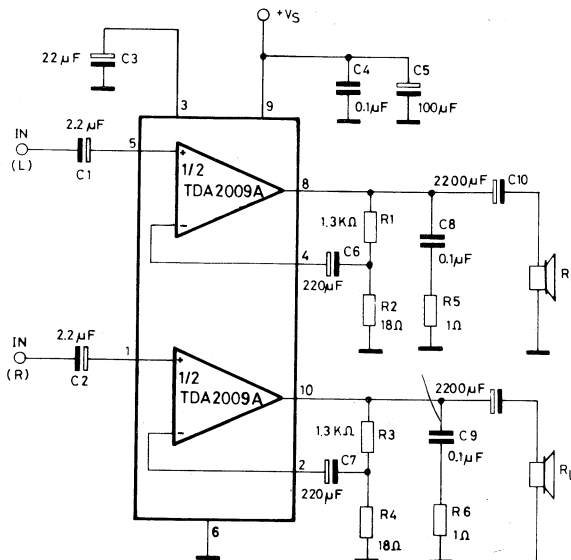 +VS
22µF
C3
C4
0.1µF
C5
100µF
3
9
2.2µF
IN
(L)
C1
5
1/2
TDA2009A
+
−
8
2200µF
C10
1.3KΩ
R1
C8
0.1µF
4
C6
220µF
R2
18Ω
R5
1Ω
R
2.2µF
IN
(R)
C2
1
1/2
TDA2009A
+
−
10
2200µF
1.3KΩ
R3
C9
0.1µF
2
C7
220µF
R4
18Ω
R6
1Ω
RL
6